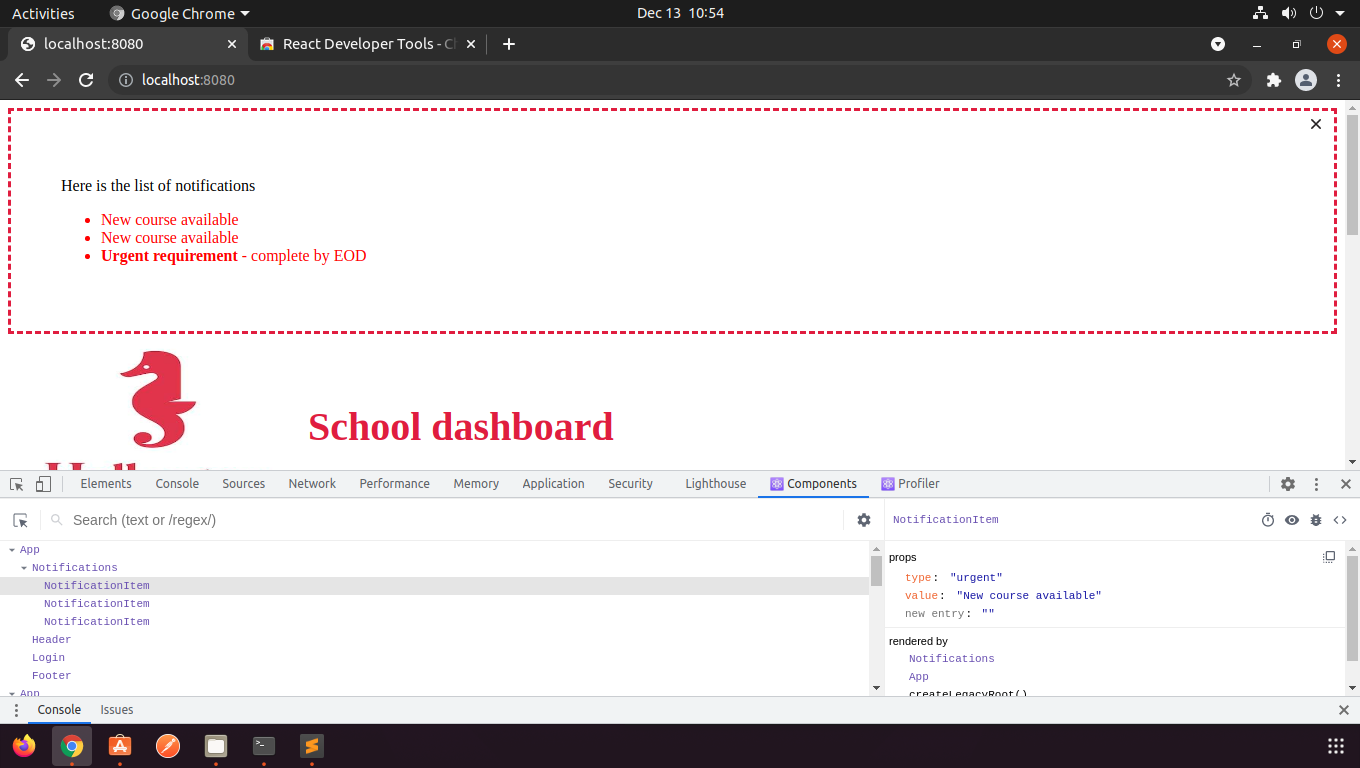 Activities Google Chrome Dec 13 10:54
localhost:8080 React Developer Tools - Ch
localhost:8080
Here is the list of notifications
New course available
New course available
Urgent requirement - complete by EOD
School dashboard
Elements Console Sources Network Performance Memory Application Security Lighthouse Components Profiler
Search (text or /regex/) NotificationItem
App
Notifications
NotificationItem
NotificationItem
NotificationItem
Header
Login
Footer
App
props
type: "urgent"
value: "New course available"
new entry: ""
rendered by
Notifications
App
createLegacyRoot()
Console Issues